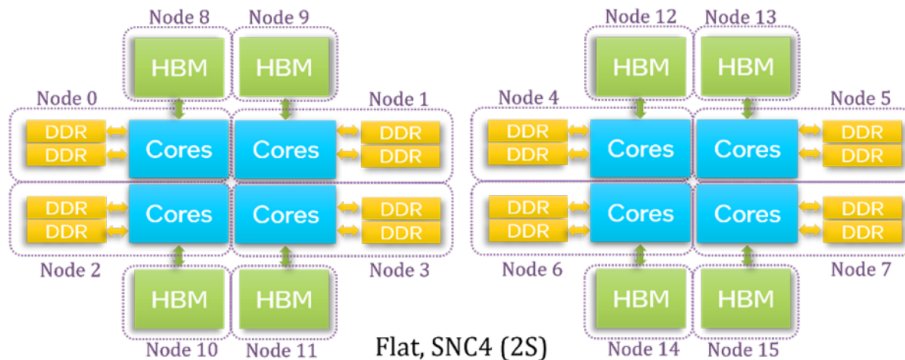 Node 8 Node 9 Node 12 Node 13
HBM HBM HBM HBM
Node 0 Node 1 Node 4 Node 5
DDR Cores Cores DDR DDR Cores Cores DDR
DDR DDR DDR DDR
DDR Cores Cores DDR DDR Cores Cores DDR
DDR DDR DDR DDR
Node 2 Node 3 Node 6 Node 7
HBM HBM HBM HBM
Node 10 Node 11 Flat, SNC4 (2S) Node 14 Node 15